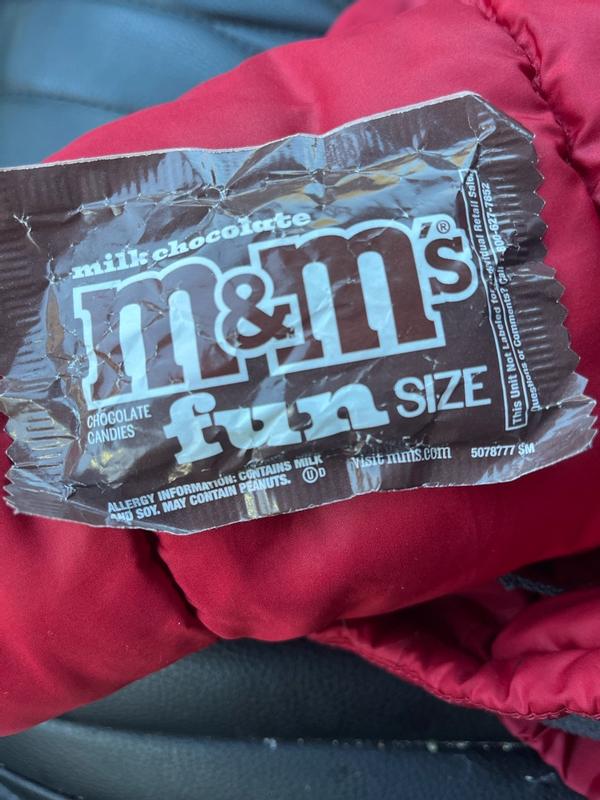 milk chocolate
m&m's®
CHOCOLATE
CANDIES
fun SIZE
ALLERGY INFORMATION: CONTAINS MILK
AND SOY. MAY CONTAIN PEANUTS. Ⓤ D
visit mms.com
5078777 SM
This Unit Not Labeled for Individual Retail Sale
Questions or Comments? Call 800-627-7852